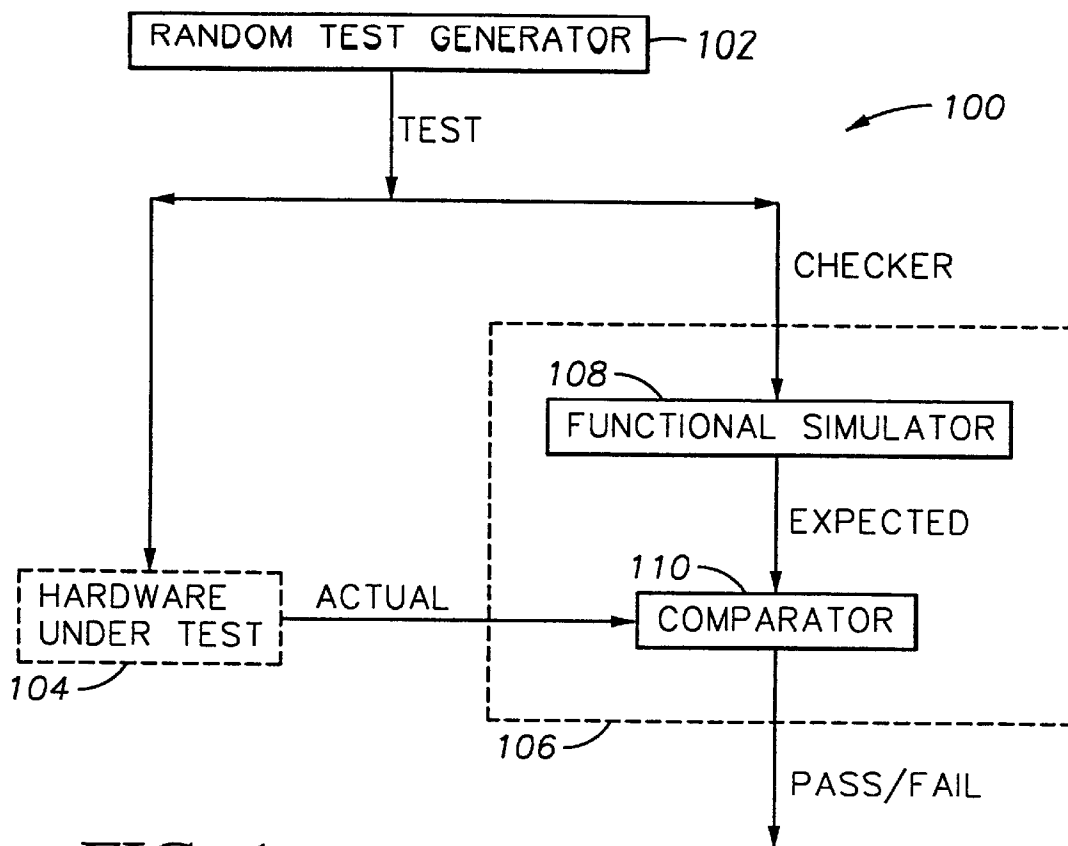 RANDOM TEST GENERATOR
102
TEST
100
CHECKER
108
FUNCTIONAL SIMULATOR
EXPECTED
110
HARDWARE
UNDER TEST
ACTUAL
COMPARATOR
104
106
PASS/FAIL